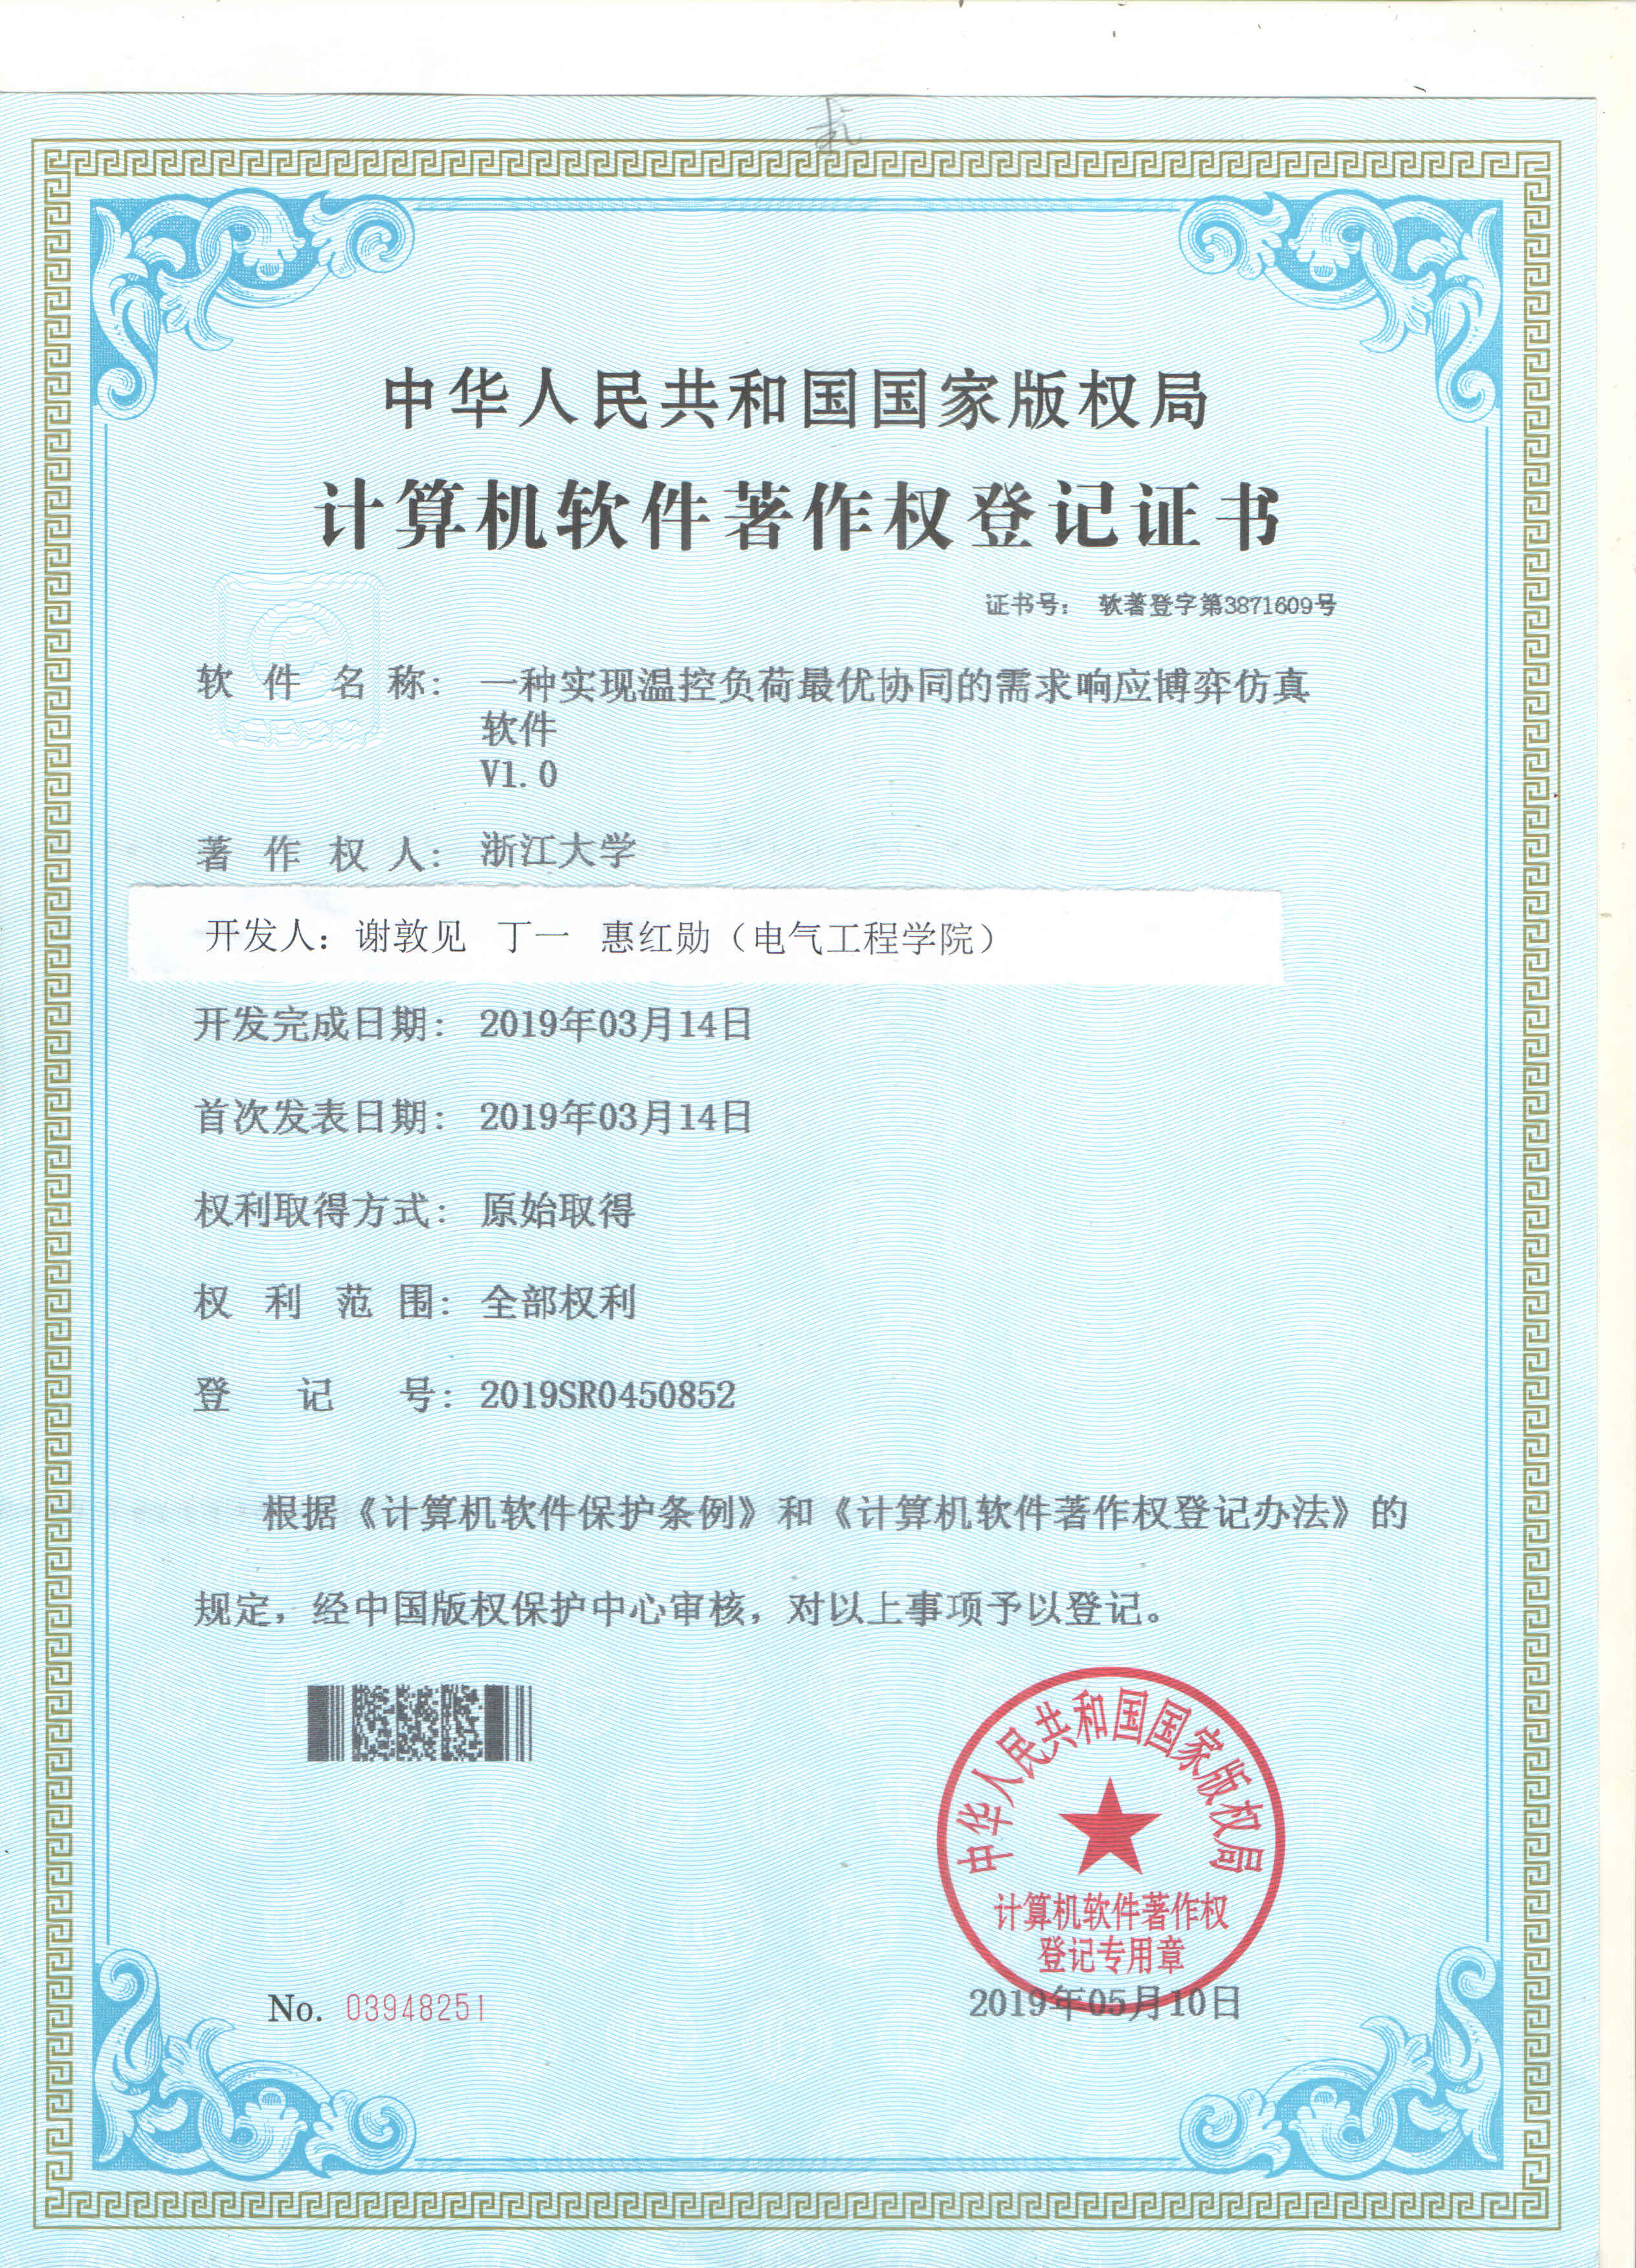 中华人民共和国国家版权局
计算机软件著作权登记证书
证书号： 软著登字第3871609号
软件名称： 一种实现温控负荷最优协同的需求响应博弈仿真
软件
V1.0
著作权人： 浙江大学
开发人：谢敦见 丁一 惠红勋（电气工程学院）
开发完成日期： 2019年03月14日
首次发表日期： 2019年03月14日
权利取得方式： 原始取得
权利范围： 全部权利
登记号： 2019SR0450852
根据《计算机软件保护条例》和《计算机软件著作权登记办法》的
规定，经中国版权保护中心审核，对以上事项予以登记。
中华人民共和国国家版权局
计算机软件著作权
登记专用章
No. 03948251
2019年05月10日